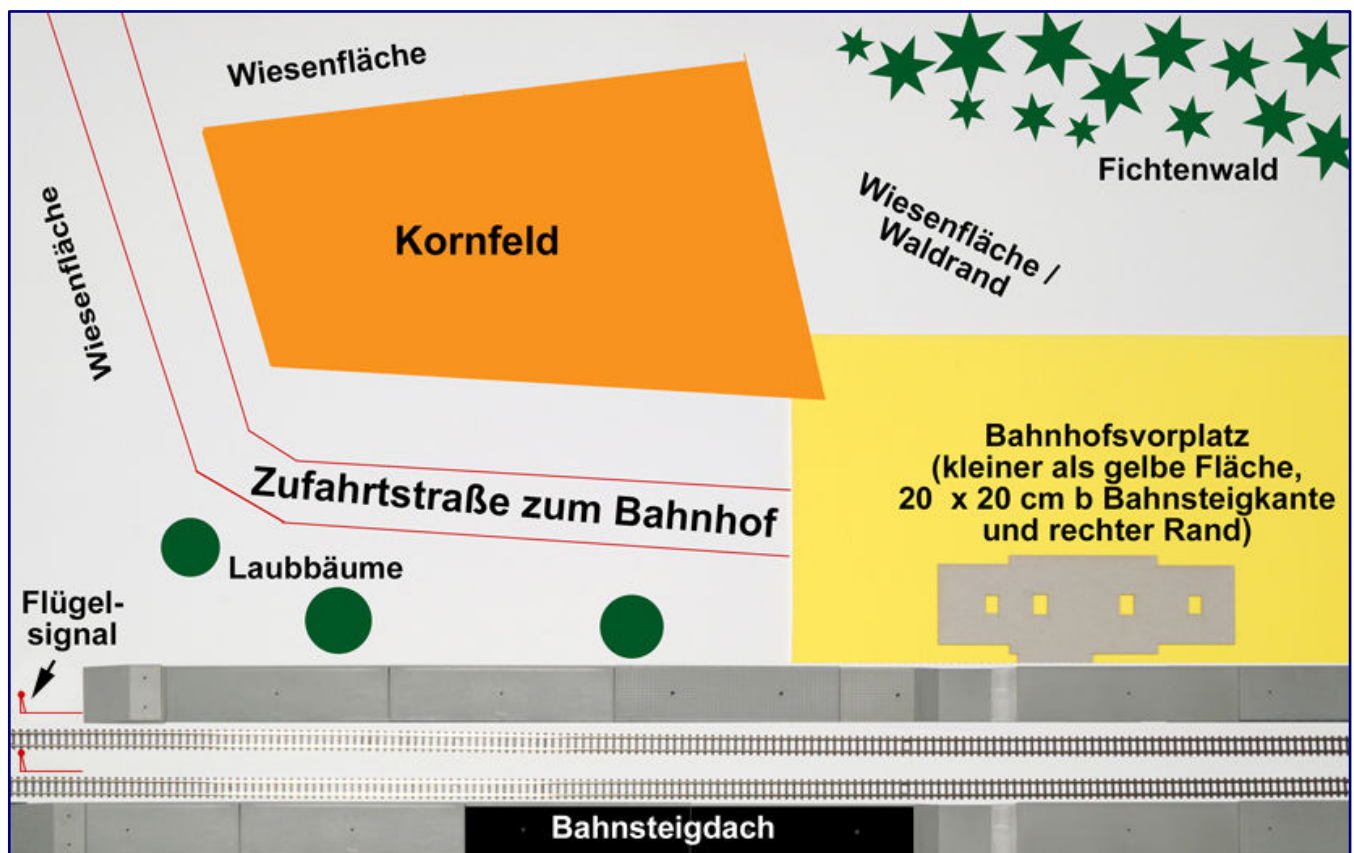 Wiesenfläche
Fichtenwald
Wiesenfläche
Wiesenfläche /
Waldrand
Kornfeld
Bahnhofsvorplatz
(kleiner als gelbe Fläche,
20 x 20 cm b Bahnsteigkante
und rechter Rand)
Zufahrtstraße zum Bahnhof
Laubbäume
Flügel-
signal
Bahnsteigdach